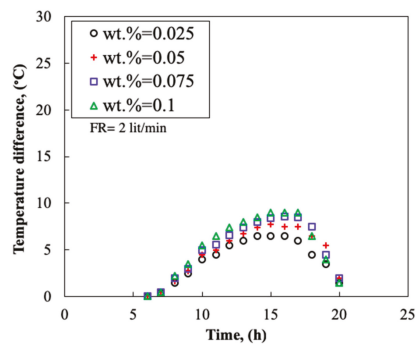 30
25
20
15
10
5
0
Temperature difference, (°C)
wt.%=0.025
wt.%=0.05
wt.%=0.075
wt.%=0.1
FR= 2 lit/min
0 5 10 15 20 25
Time, (h)